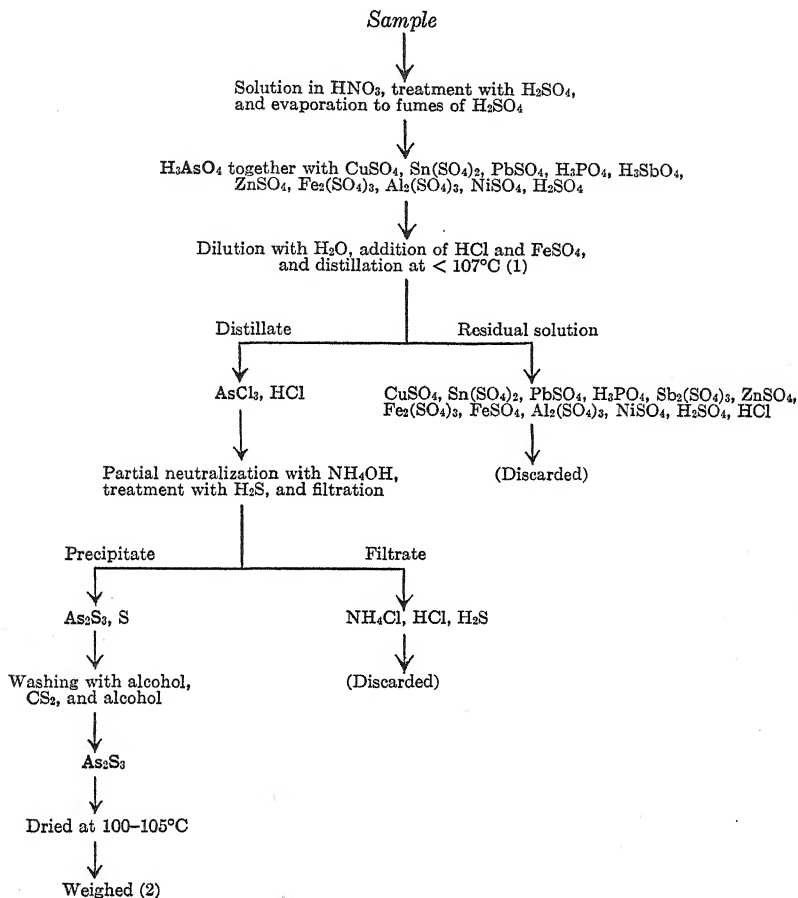 Sample
Solution in HNO₃, treatment with H₂SO₄,
and evaporation to fumes of H₂SO₄
H₃AsO₄ together with CuSO₄, Sn(SO₄)₂, PbSO₄, H₃PO₄, H₃SbO₄,
ZnSO₄, Fe₂(SO₄)₃, Al₂(SO₄)₃, NiSO₄, H₂SO₄
Dilution with H₂O, addition of HCl and FeSO₄,
and distillation at < 107°C (1)
Distillate
Residual solution
AsCl₃, HCl
CuSO₄, Sn(SO₄)₂, PbSO₄, H₃PO₄, Sb₂(SO₄)₃, ZnSO₄,
Fe₂(SO₄)₃, FeSO₄, Al₂(SO₄)₃, NiSO₄, H₂SO₄, HCl
Partial neutralization with NH₄OH,
treatment with H₂S, and filtration
(Discarded)
Precipitate
Filtrate
As₂S₃, S
NH₄Cl, HCl, H₂S
Washing with alcohol,
CS₂, and alcohol
(Discarded)
As₂S₃
Dried at 100–105°C
Weighed (2)